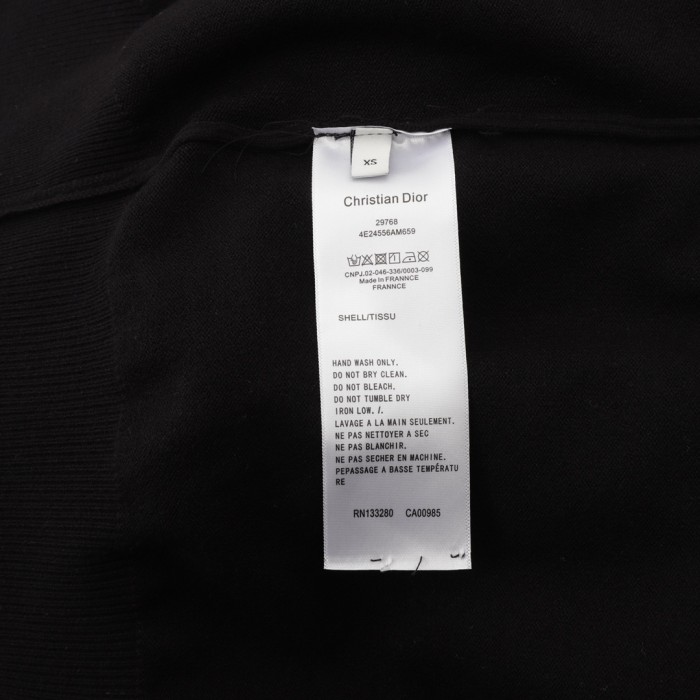 XS
Christian Dior
29768
4E24556AM659
CNPJ.02-046-336/0003-099
Made In FRANNCE
FRANNCE
SHELL/TISSU
HAND WASH ONLY.
DO NOT BRY CLEAN.
DO NOT BLEACH.
DO NOT TUMBLE DRY
IRON LOW. /.
LAVAGE A LA MAIN SEULEMENT.
NE PAS NETTOYER A SEC
NE PAS BLANCHIR.
NE PAS SECHER EN MACHINE.
PEPASSAGE A BASSE TEMPÉRATU
RE
RN133280 CA00985